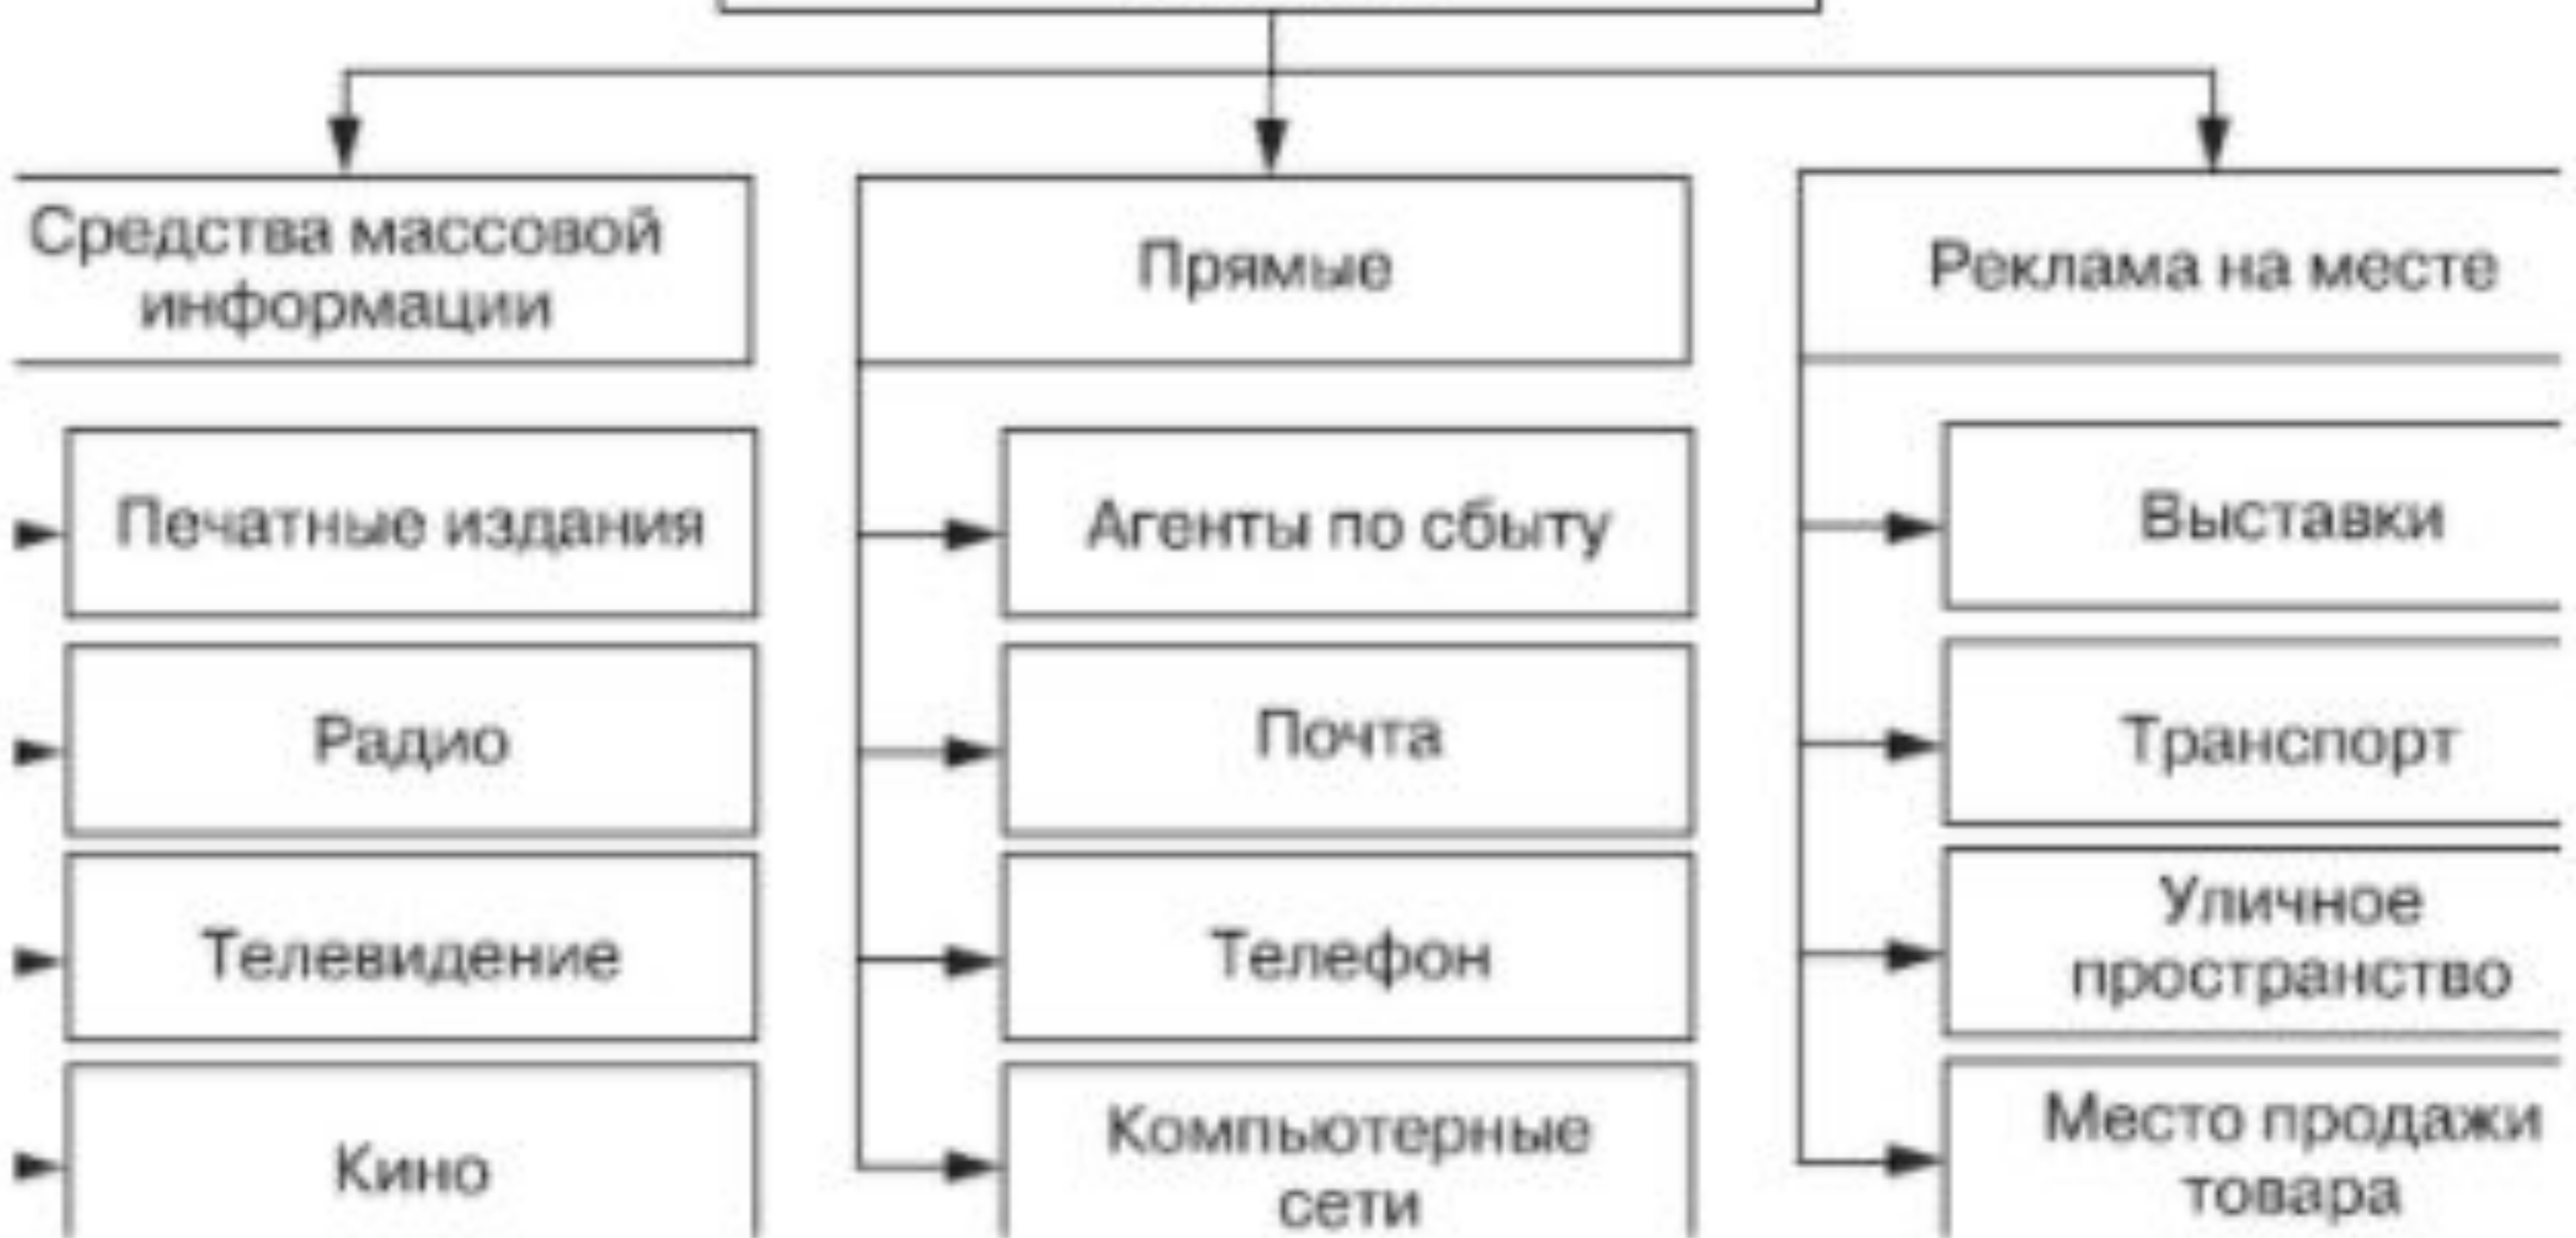 Средства массовой
информации
Печатные издания
Радио
Телевидение
Кино
Прямые
Агенты по сбыту
Почта
Телефон
Компьютерные
сети
Реклама на месте
Выставки
Транспорт
Уличное
пространство
Место продажи
товара